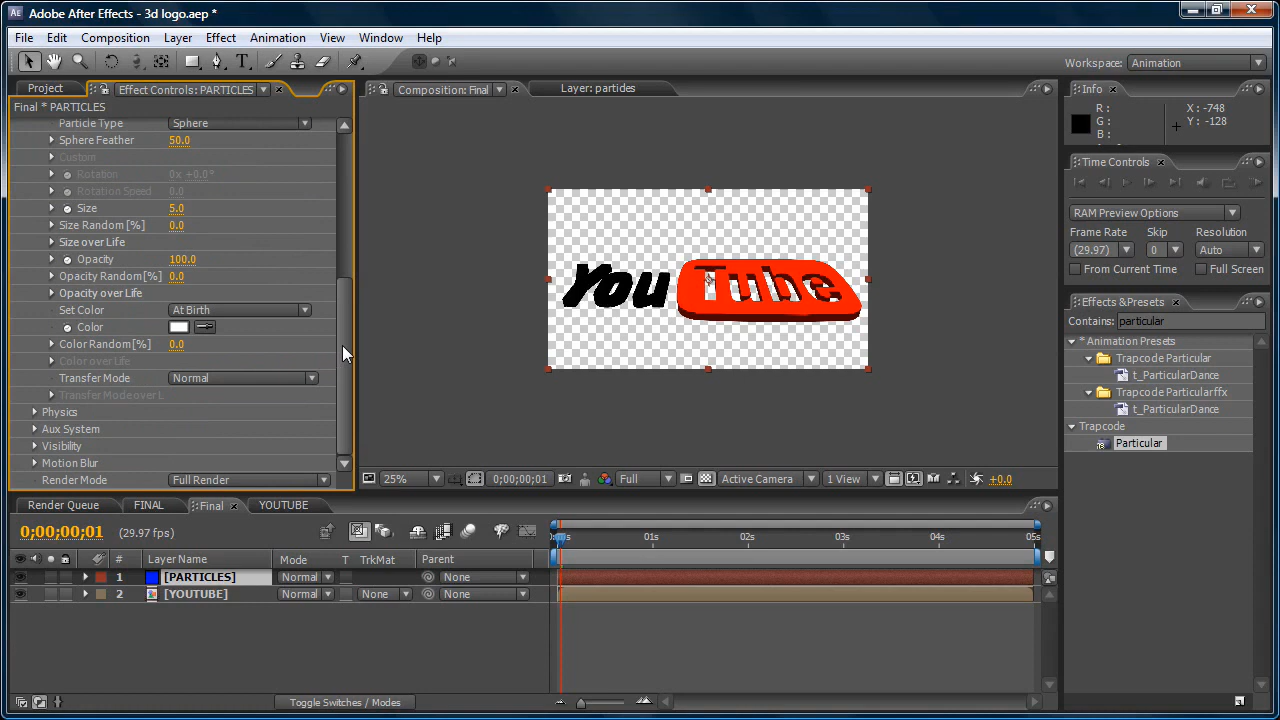 Adobe After Effects - 3d logo.aep *
File Edit Composition Layer Effect Animation View Window Help
Workspace: Animation
Project Effect Controls: PARTICLES Composition: Final Layer: particles Info
Final * PARTICLES
Particle Type Sphere
Sphere Feather 50.0
Custom
Rotation 0x +0.0°
Rotation Speed 0.0
Size 5.0
Size Random [%] 0.0
Size over Life
Opacity 100.0
Opacity Random [%] 0.0
Opacity over Life
Set Color At Birth
Color
Color Random [%] 0.0
Color over Life
Transfer Mode Normal
Transfer Mode over L
Physics
Aux System
Visibility
Motion Blur
Render Mode Full Render
You Tube
25% 0;00;00;01 Full Active Camera 1 View +0.0
R: X: -748
G: Y: -128
B:
Time Controls
RAM Preview Options
Frame Rate Skip Resolution
(29.97) 0 Auto
From Current Time Full Screen
Effects & Presets
Contains: particular
* Animation Presets
Trapcode Particular
t_ParticularDance
Trapcode Particularffx
t_ParticularDance
Trapcode
Particular
Render Queue FINAL Final YOUTUBE
0;00;00;01 (29.97 fps)
01s 02s 03s 04s 05s
# Layer Name Mode T TrkMat Parent
1 [PARTICLES] Normal None
2 [YOUTUBE] Normal None None
Toggle Switches / Modes